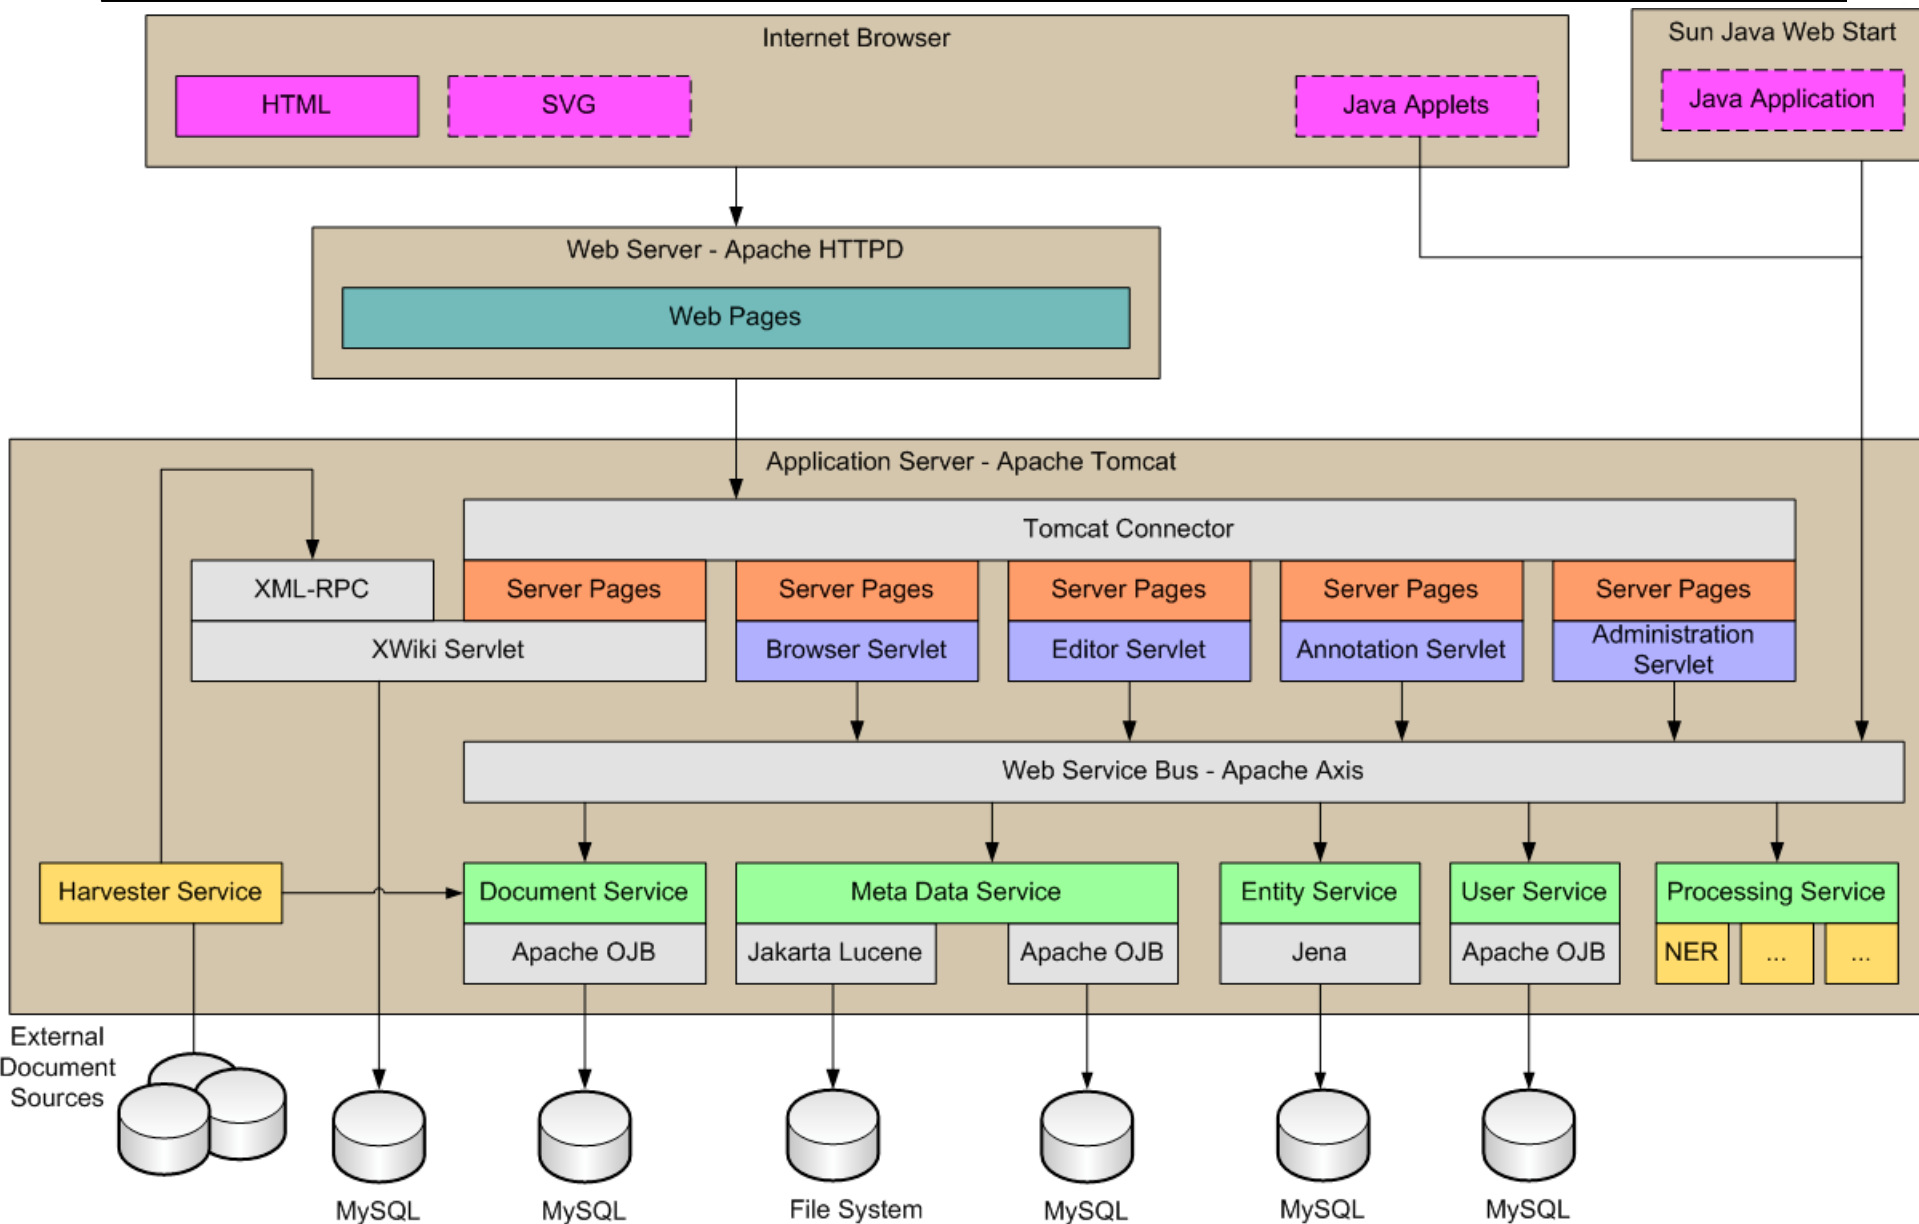 Internet Browser
Sun Java Web Start
HTML
SVG
Java Applets
Java Application
Web Server - Apache HTTPD
Web Pages
Application Server - Apache Tomcat
Tomcat Connector
XML-RPC
Server Pages
Server Pages
Server Pages
Server Pages
Server Pages
XWiki Servlet
Browser Servlet
Editor Servlet
Annotation Servlet
Administration
Servlet
Web Service Bus - Apache Axis
Harvester Service
Document Service
Meta Data Service
Entity Service
User Service
Processing Service
Apache OJB
Jakarta Lucene
Apache OJB
Jena
Apache OJB
NER
...
...
External
Document
Sources
MySQL
MySQL
File System
MySQL
MySQL
MySQL